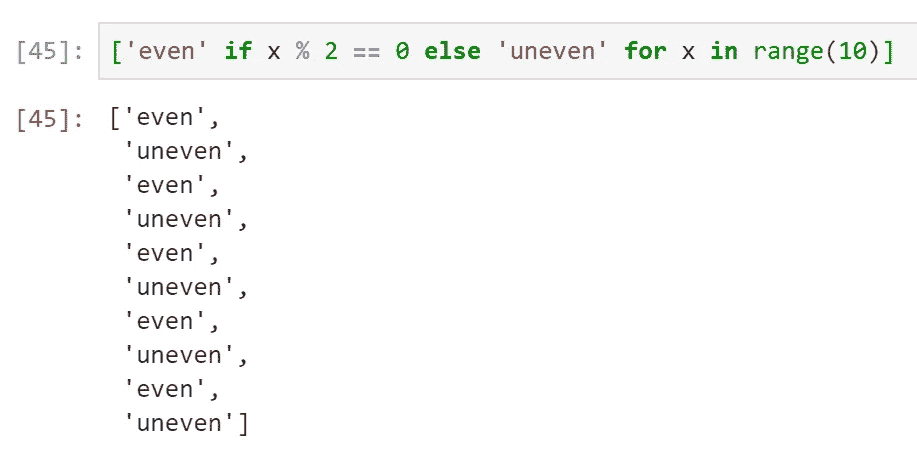 [45]: ['even' if x % 2 == 0 else 'uneven' for x in range(10)]
[45]: ['even',
'uneven',
'even',
'uneven',
'even',
'uneven',
'even',
'uneven',
'even',
'uneven']